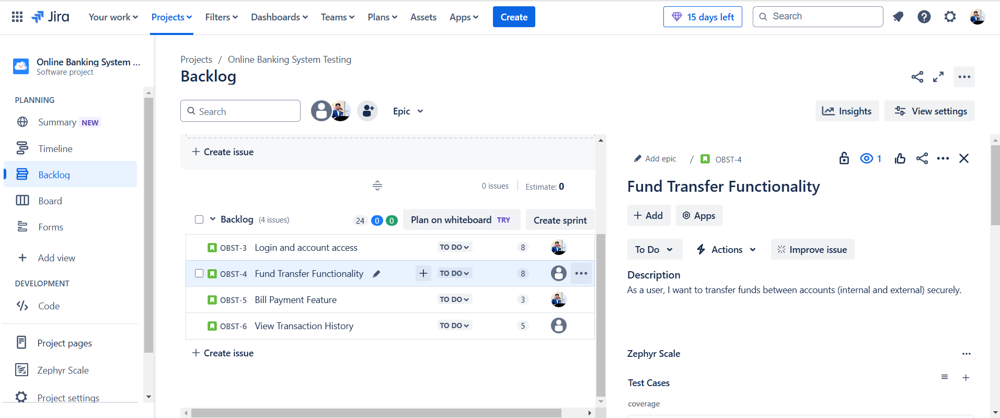 Jira Your work Projects Filters Dashboards Teams Plans Assets Apps Create 15 days left Search
Online Banking System ...
Software project
PLANNING
Summary NEW
Timeline
Backlog
Board
Forms
Add view
DEVELOPMENT
Code
Project pages
Zephyr Scale
Project settings
Projects / Online Banking System Testing
Backlog
Search Epic Insights View settings
+ Create issue
0 issues Estimate: 0
Backlog (4 issues) 24 0 0 Plan on whiteboard TRY Create sprint
OBST-3 Login and account access TO DO 8
OBST-4 Fund Transfer Functionality TO DO 8
OBST-5 Bill Payment Feature TO DO 3
OBST-6 View Transaction History TO DO 5
+ Create issue
Add epic / OBST-4 1
Fund Transfer Functionality
+ Add Apps
To Do Actions Improve issue
Description
As a user, I want to transfer funds between accounts (internal and external) securely.
Zephyr Scale
Test Cases
coverage